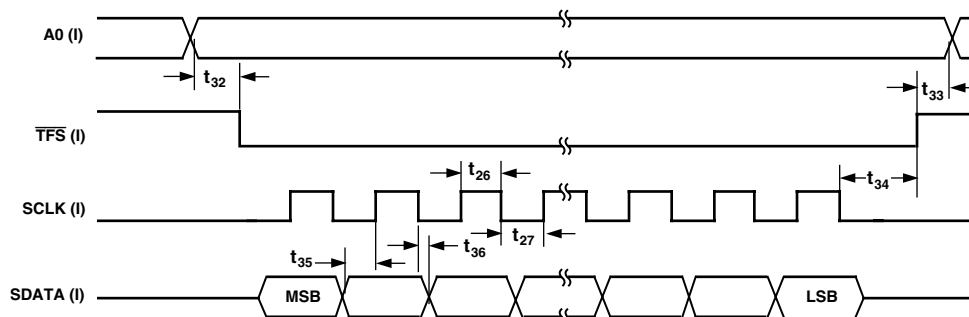 A0 (I)
t32
t33
TFS (I)
t26
t34
SCLK (I)
t27
t35
t36
SDATA (I)
MSB
LSB